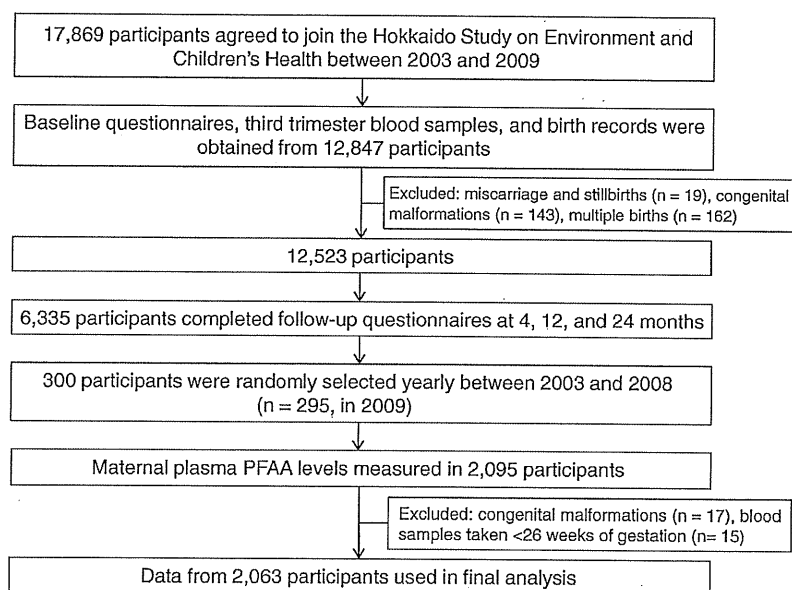 17,869 participants agreed to join the Hokkaido Study on Environment and
Children's Health between 2003 and 2009
Baseline questionnaires, third trimester blood samples, and birth records were
obtained from 12,847 participants
Excluded: miscarriage and stillbirths (n = 19), congenital
malformations (n = 143), multiple births (n = 162)
12,523 participants
6,335 participants completed follow-up questionnaires at 4, 12, and 24 months
300 participants were randomly selected yearly between 2003 and 2008
(n = 295, in 2009)
Maternal plasma PFAA levels measured in 2,095 participants
Excluded: congenital malformations (n = 17), blood
samples taken <26 weeks of gestation (n= 15)
Data from 2,063 participants used in final analysis